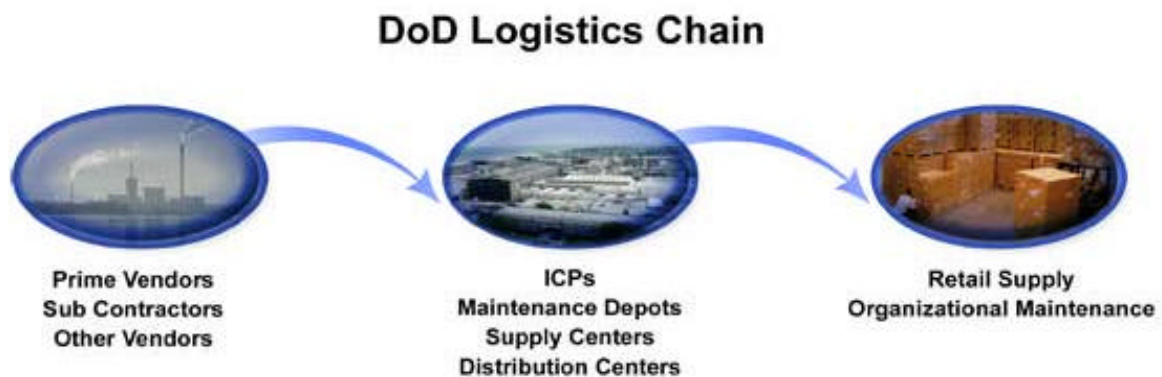 DoD Logistics Chain
Prime Vendors
Sub Contractors
Other Vendors
ICPs
Maintenance Depots
Supply Centers
Distribution Centers
Retail Supply
Organizational Maintenance